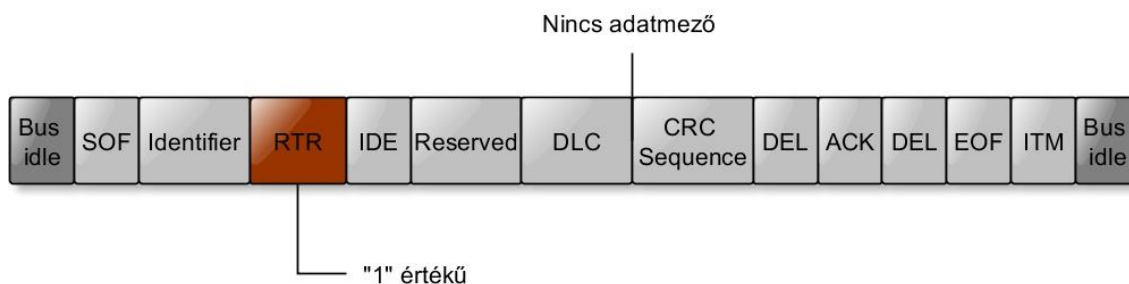 Nincs adatmező
Bus
idle
SOF
Identifier
RTR
IDE
Reserved
DLC
CRC
Sequence
DEL
ACK
DEL
EOF
ITM
Bus
idle
"1" értékű